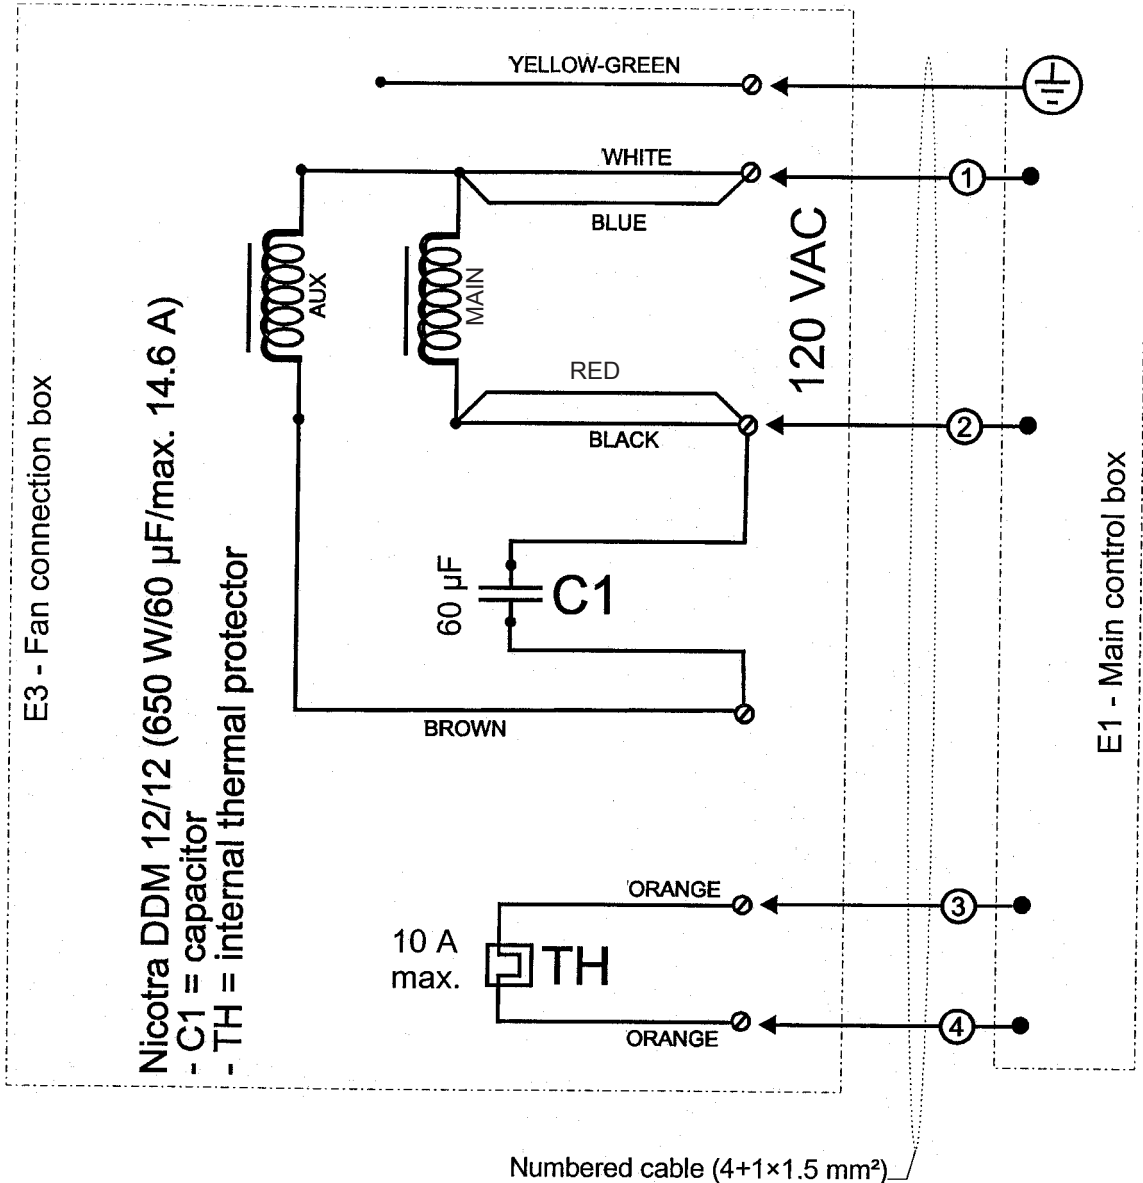 YELLOW-GREEN
WHITE
1
BLUE
120 VAC
AUX
MAIN
RED
BLACK
2
E3 - Fan connection box
Nicotra DDM 12/12 (650 W/60 µF/max. 14.6 A)
- C1 = capacitor
- TH = internal thermal protector
60 µF
C1
E1 - Main control box
BROWN
ORANGE
3
10 A
max.
TH
ORANGE
4
Numbered cable (4+1×1.5 mm²)